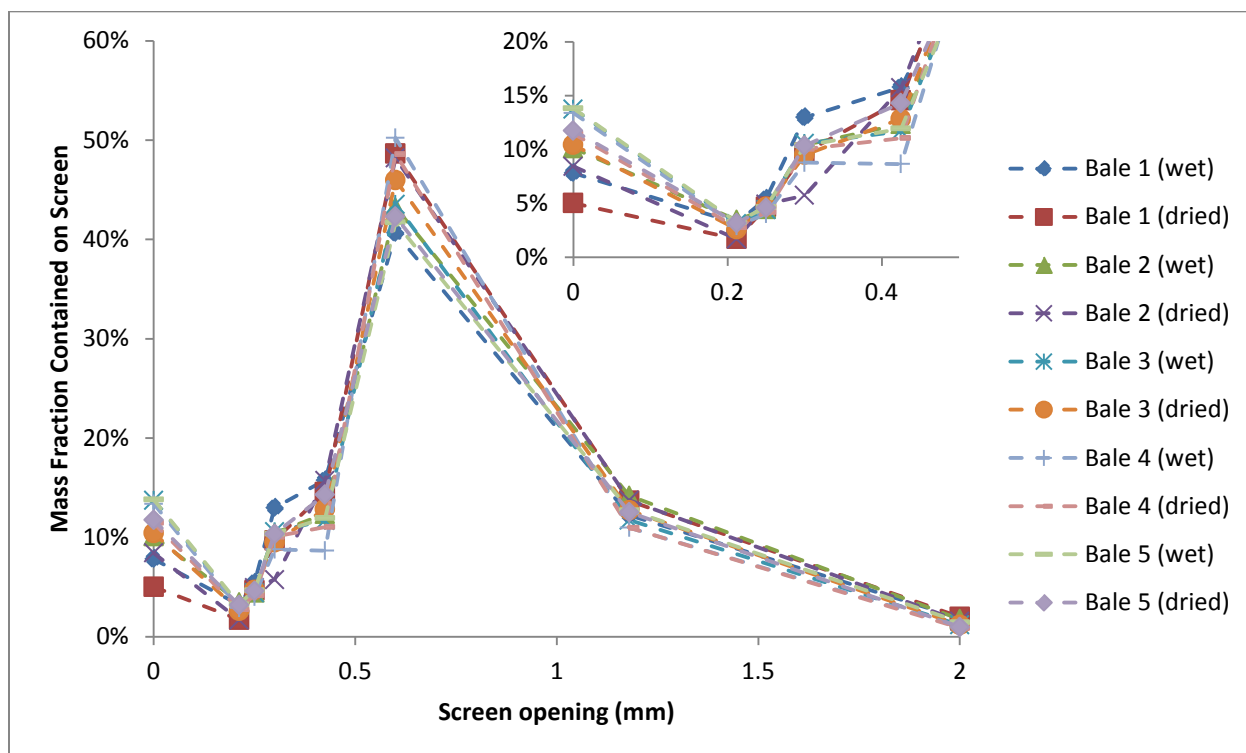 Mass Fraction Contained on Screen
60%
50%
40%
30%
20%
10%
0%
0
0.5
1
1.5
2
Screen opening (mm)
20%
15%
10%
5%
0%
0
0.2
0.4
Bale 1 (wet)
Bale 1 (dried)
Bale 2 (wet)
Bale 2 (dried)
Bale 3 (wet)
Bale 3 (dried)
Bale 4 (wet)
Bale 4 (dried)
Bale 5 (wet)
Bale 5 (dried)